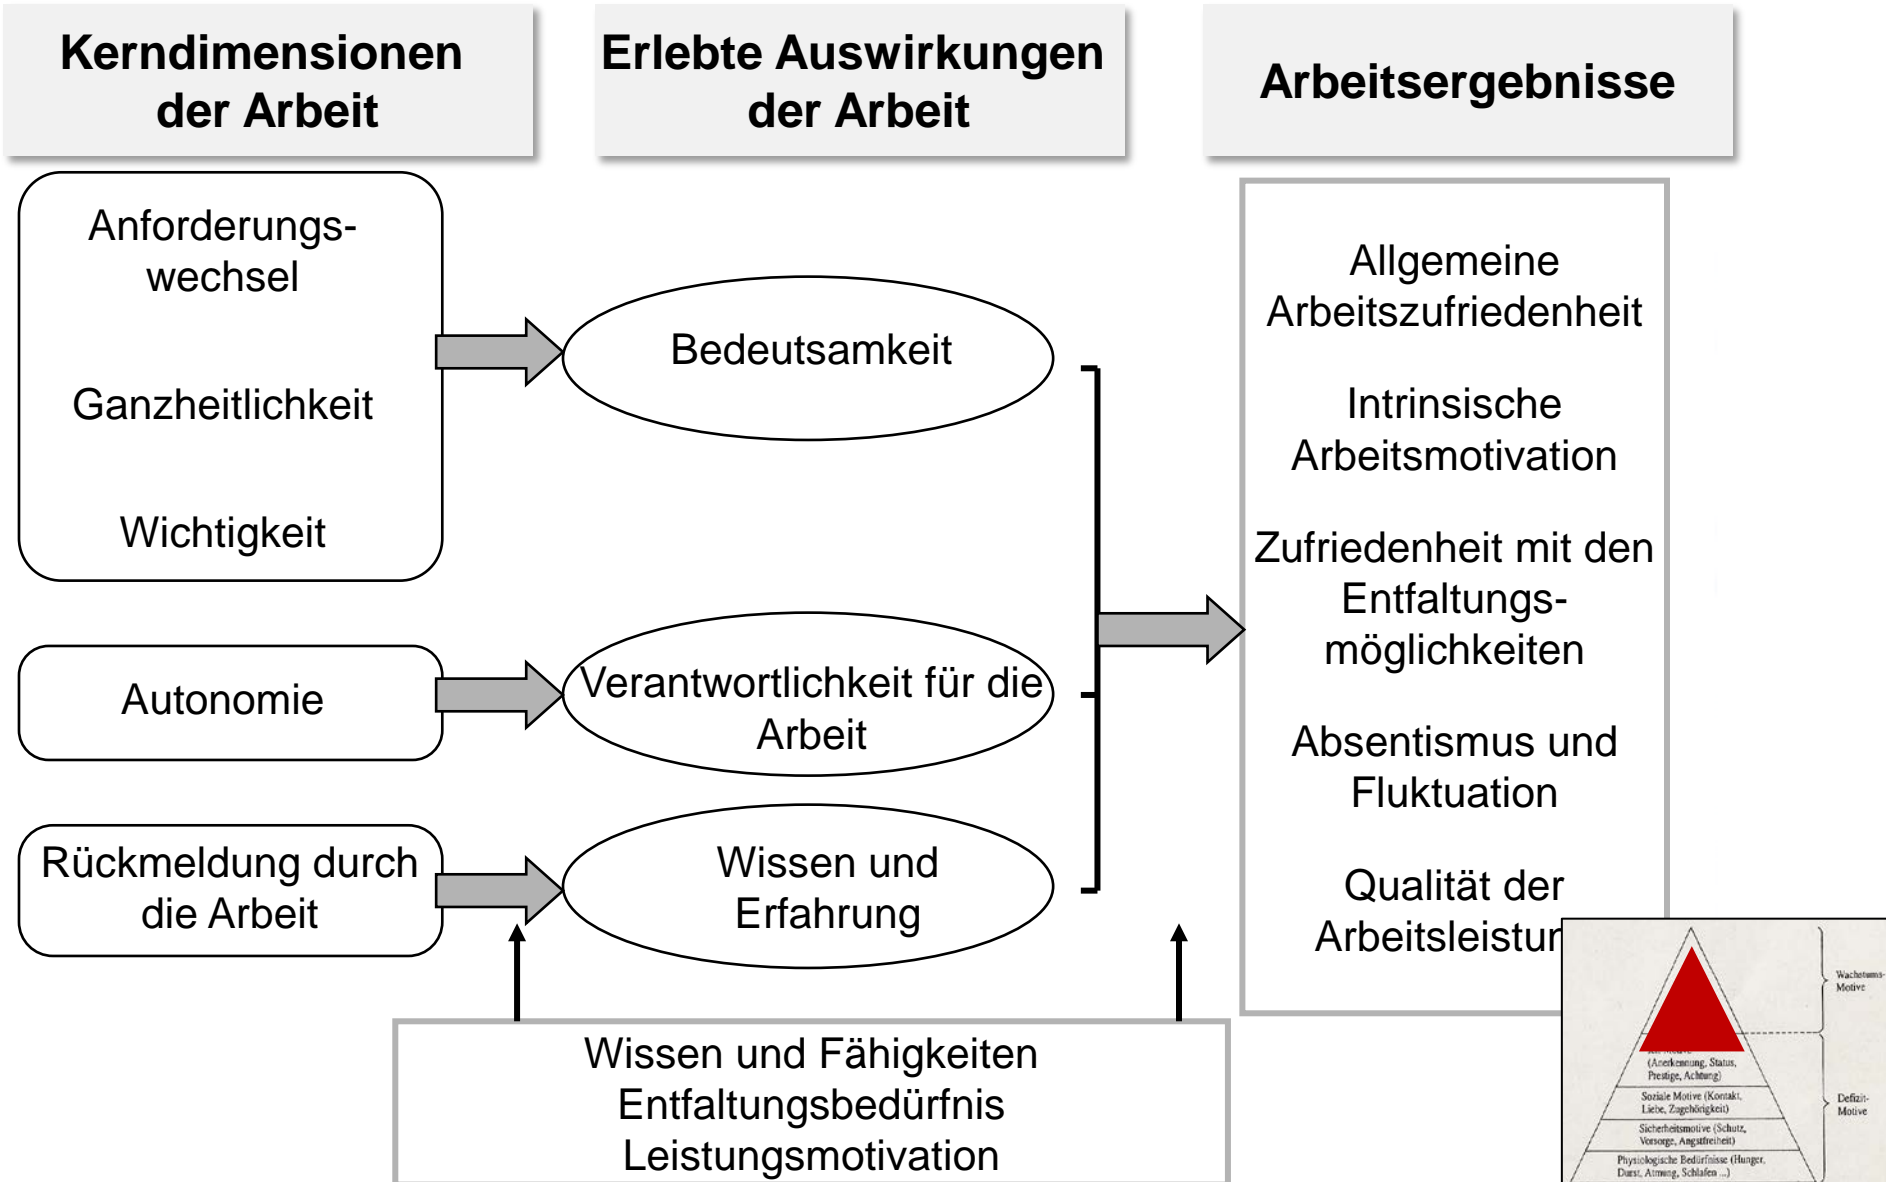 Kerndimensionen
der Arbeit
Erlebte Auswirkungen
der Arbeit
Arbeitsergebnisse
Anforderungs-
wechsel
Ganzheitlichkeit
Wichtigkeit
Autonomie
Rückmeldung durch
die Arbeit
Bedeutsamkeit
Verantwortlichkeit für die
Arbeit
Wissen und
Erfahrung
Allgemeine
Arbeitszufriedenheit
Intrinsische
Arbeitsmotivation
Zufriedenheit mit den
Entfaltungs-
möglichkeiten
Absentismus und
Fluktuation
Qualität der
Arbeitsleistun
Wissen und Fähigkeiten
Entfaltungsbedürfnis
Leistungsmotivation
Wachstums-
Motive
(Anerkennung, Status,
Prestige, Achtung)
Soziale Motive (Kontakt,
Liebe, Zugehörigkeit)
Defizit-
Motive
Sicherheitsmotive (Schutz,
Vorsorge, Angstfreiheit)
Physiologische Bedürfnisse (Hunger,
Durst, Atmung, Schlafen ...)